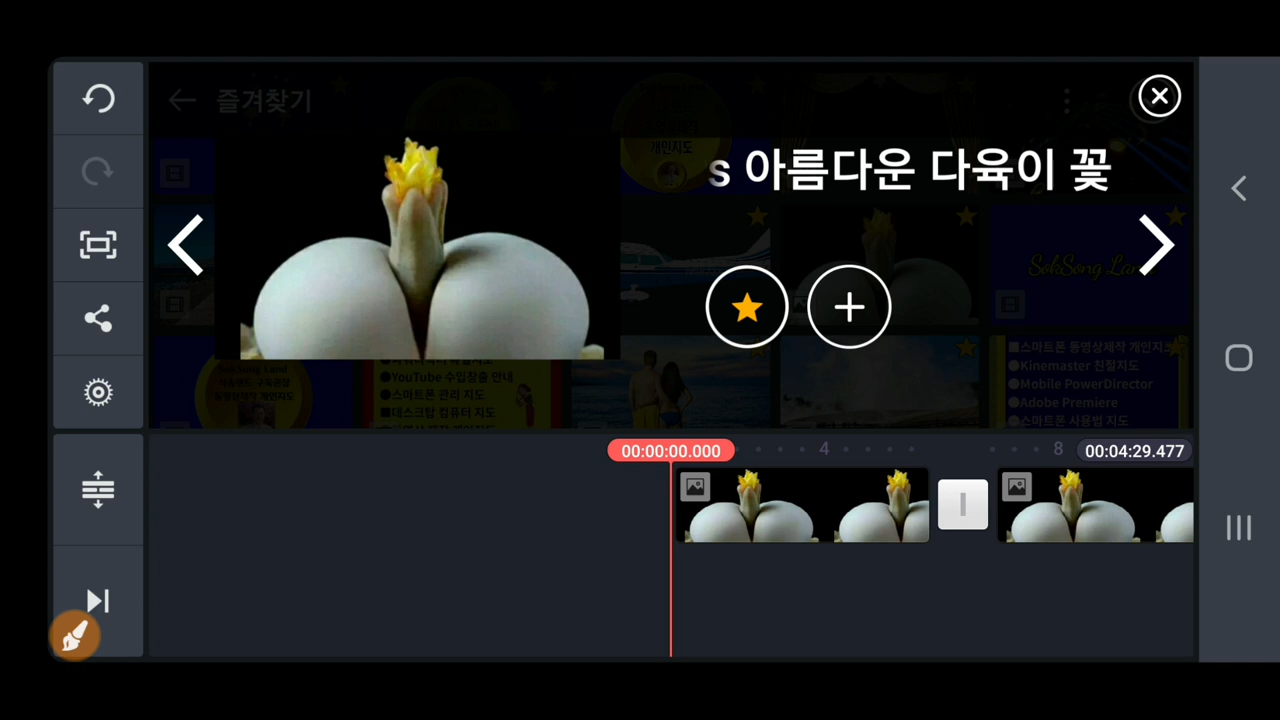 즐겨찾기
개인지도
s 아름다운 다육이 꽃
SokSong Land
SokSong Land
●YouTube 수입창출 안내
●스마트폰 관리 지도
■데스크탑 컴퓨터 지도
■스마트폰 동영상제작 개인지도
●Kinemaster 친절지도
●Mobile PowerDirector
●Adobe Premiere
●스마트폰 사용법 지도
00:00:00.000
4
8
00:04:29.477